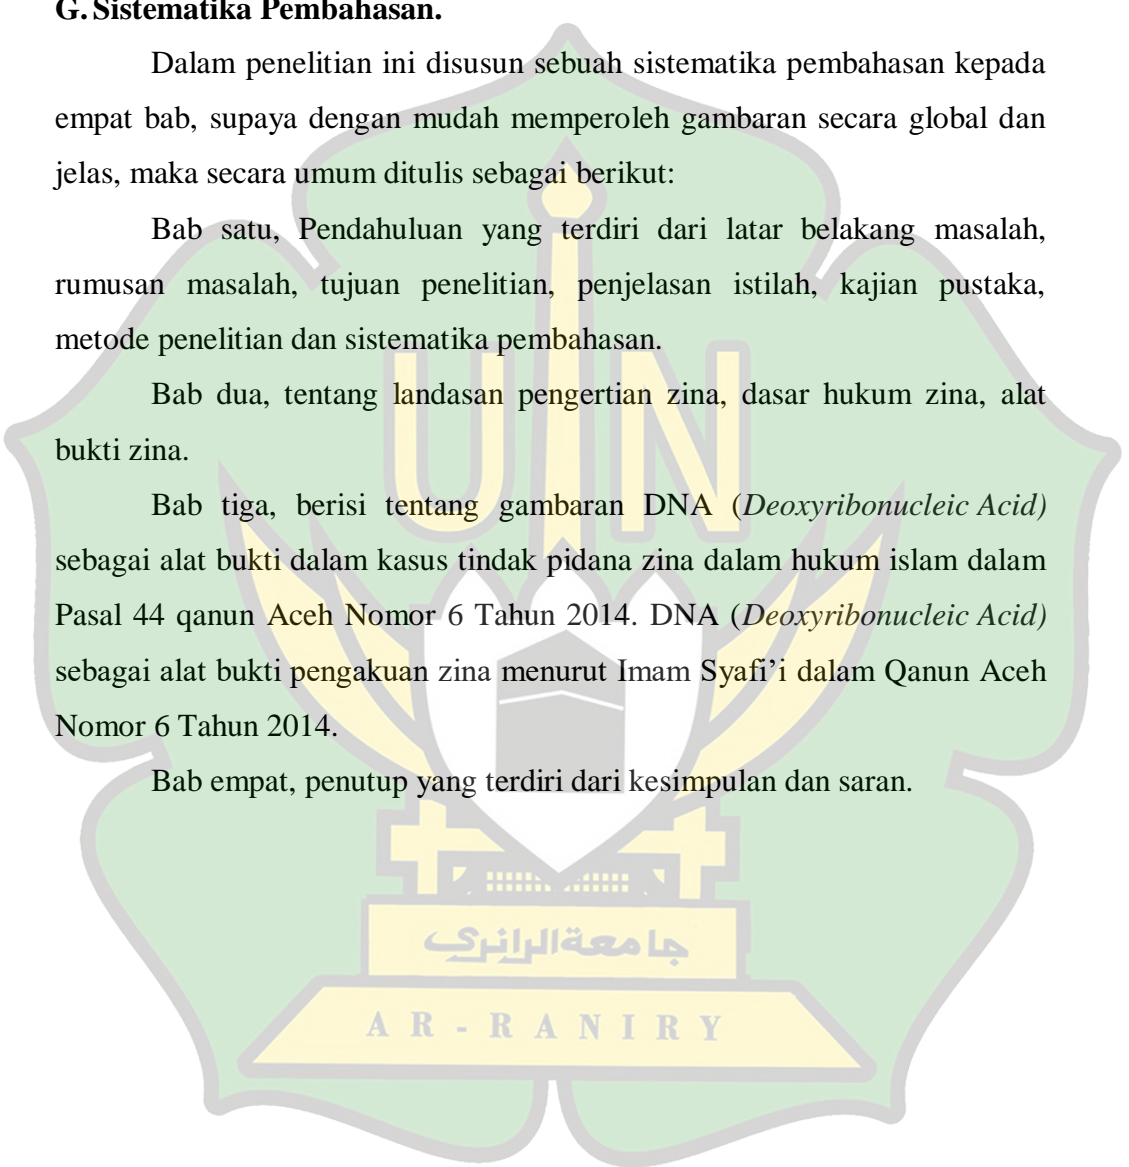 G. Sistematika Pembahasan.
Dalam penelitian ini disusun sebuah sistematika pembahasan kepada
empat bab, supaya dengan mudah memperoleh gambaran secara global dan
jelas, maka secara umum ditulis sebagai berikut:
Bab satu, Pendahuluan yang terdiri dari latar belakang masalah,
rumusan masalah, tujuan penelitian, penjelasan istilah, kajian pustaka,
metode penelitian dan sistematika pembahasan.
Bab dua, tentang landasan pengertian zina, dasar hukum zina, alat
bukti zina.
Bab tiga, berisi tentang gambaran DNA (Deoxyribonucleic Acid)
sebagai alat bukti dalam kasus tindak pidana zina dalam hukum islam dalam
Pasal 44 qanun Aceh Nomor 6 Tahun 2014. DNA (Deoxyribonucleic Acid)
sebagai alat bukti pengakuan zina menurut Imam Syafi’i dalam Qanun Aceh
Nomor 6 Tahun 2014.
Bab empat, penutup yang terdiri dari kesimpulan dan saran.
UIN
جامعةالرانري
AR-RANIRY